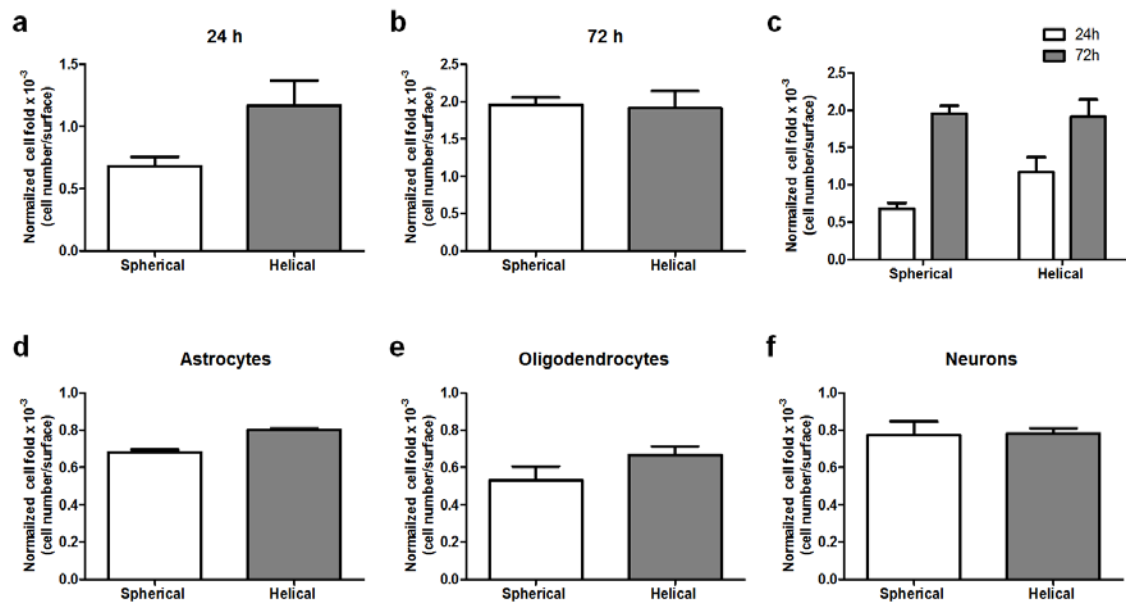 a
24 h
Normailzed cell fold x 10-3
(cell number/surface)
1.5
1.0
0.5
0.0
Spherical
Helical
b
72 h
Normailzed cell fold x 10-3
(cell number/surface)
2.5
2.0
1.5
1.0
0.5
0.0
Spherical
Helical
c
24h
72h
Normailzed cell fold x 10-3
(cell number/surface)
2.5
2.0
1.5
1.0
0.5
0.0
Spherical
Helical
d
Astrocytes
Normailzed cell fold x 10-3
(cell number/surface)
1.0
0.8
0.6
0.4
0.2
0.0
Spherical
Helical
e
Oligodendrocytes
Normailzed cell fold x 10-3
(cell number/surface)
1.0
0.8
0.6
0.4
0.2
0.0
Spherical
Helical
f
Neurons
Normailzed cell fold x 10-3
(cell number/surface)
1.0
0.8
0.6
0.4
0.2
0.0
Spherical
Helical